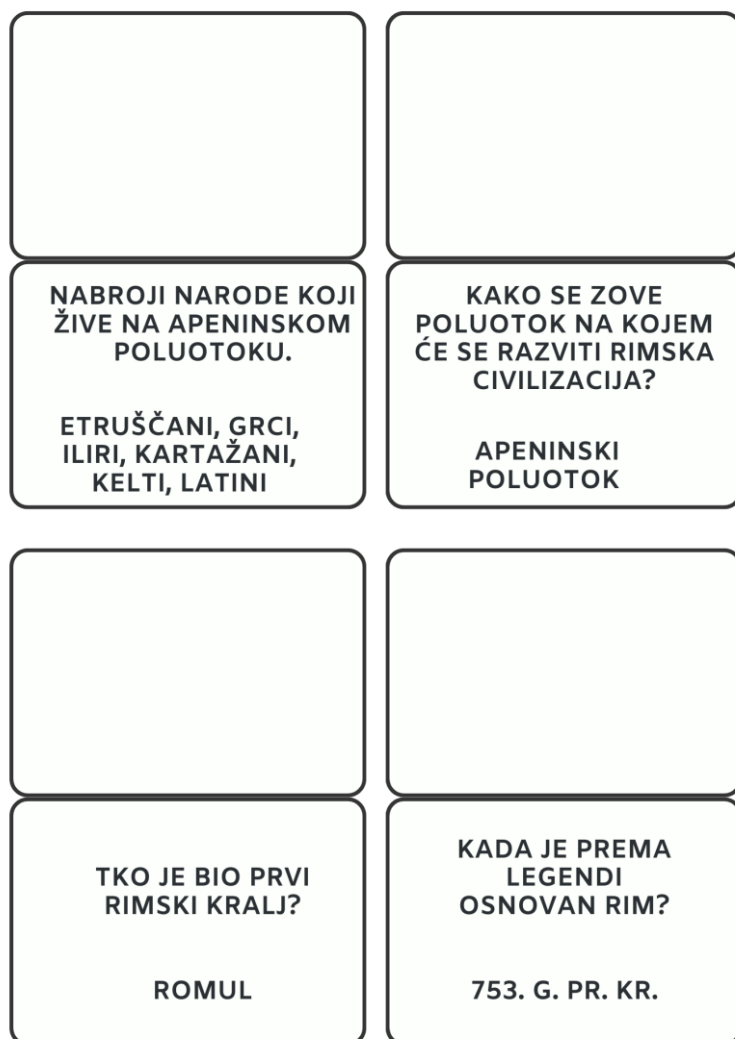 NABROJI NARODE KOJI
ŽIVE NA APENINSKOM
POLUOTOKU.
ETRUŠČANI, GRCI,
ILIRI, KARTAŽANI,
KELTI, LATINI
KAKO SE ZOVE
POLUOTOK NA KOJEM
ĆE SE RAZVITI RIMSKA
CIVILIZACIJA?
APENINSKI
POLUOTOK
TKO JE BIO PRVI
RIMSKI KRALJ?
ROMUL
KADA JE PREMA
LEGENDI
OSNOVAN RIM?
753. G. PR. KR.